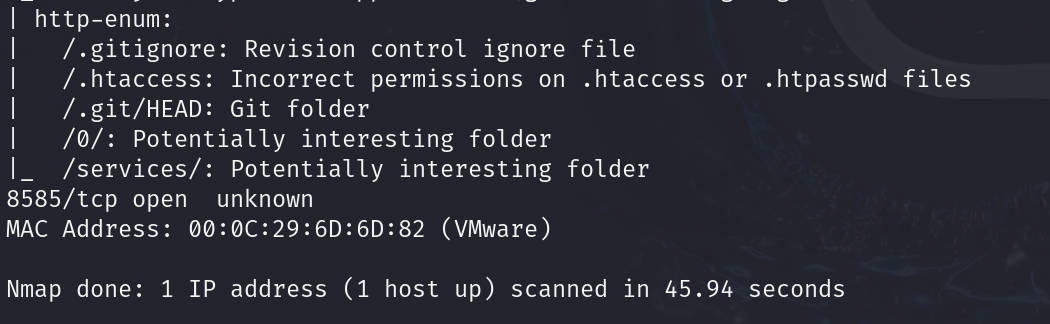 | http-enum:
|   /.gitignore: Revision control ignore file
|   /.htaccess: Incorrect permissions on .htaccess or .htpasswd files
|   /.git/HEAD: Git folder
|   /0/: Potentially interesting folder
|_  /services/: Potentially interesting folder
8585/tcp open  unknown
MAC Address: 00:0C:29:6D:6D:82 (VMware)
Nmap done: 1 IP address (1 host up) scanned in 45.94 seconds